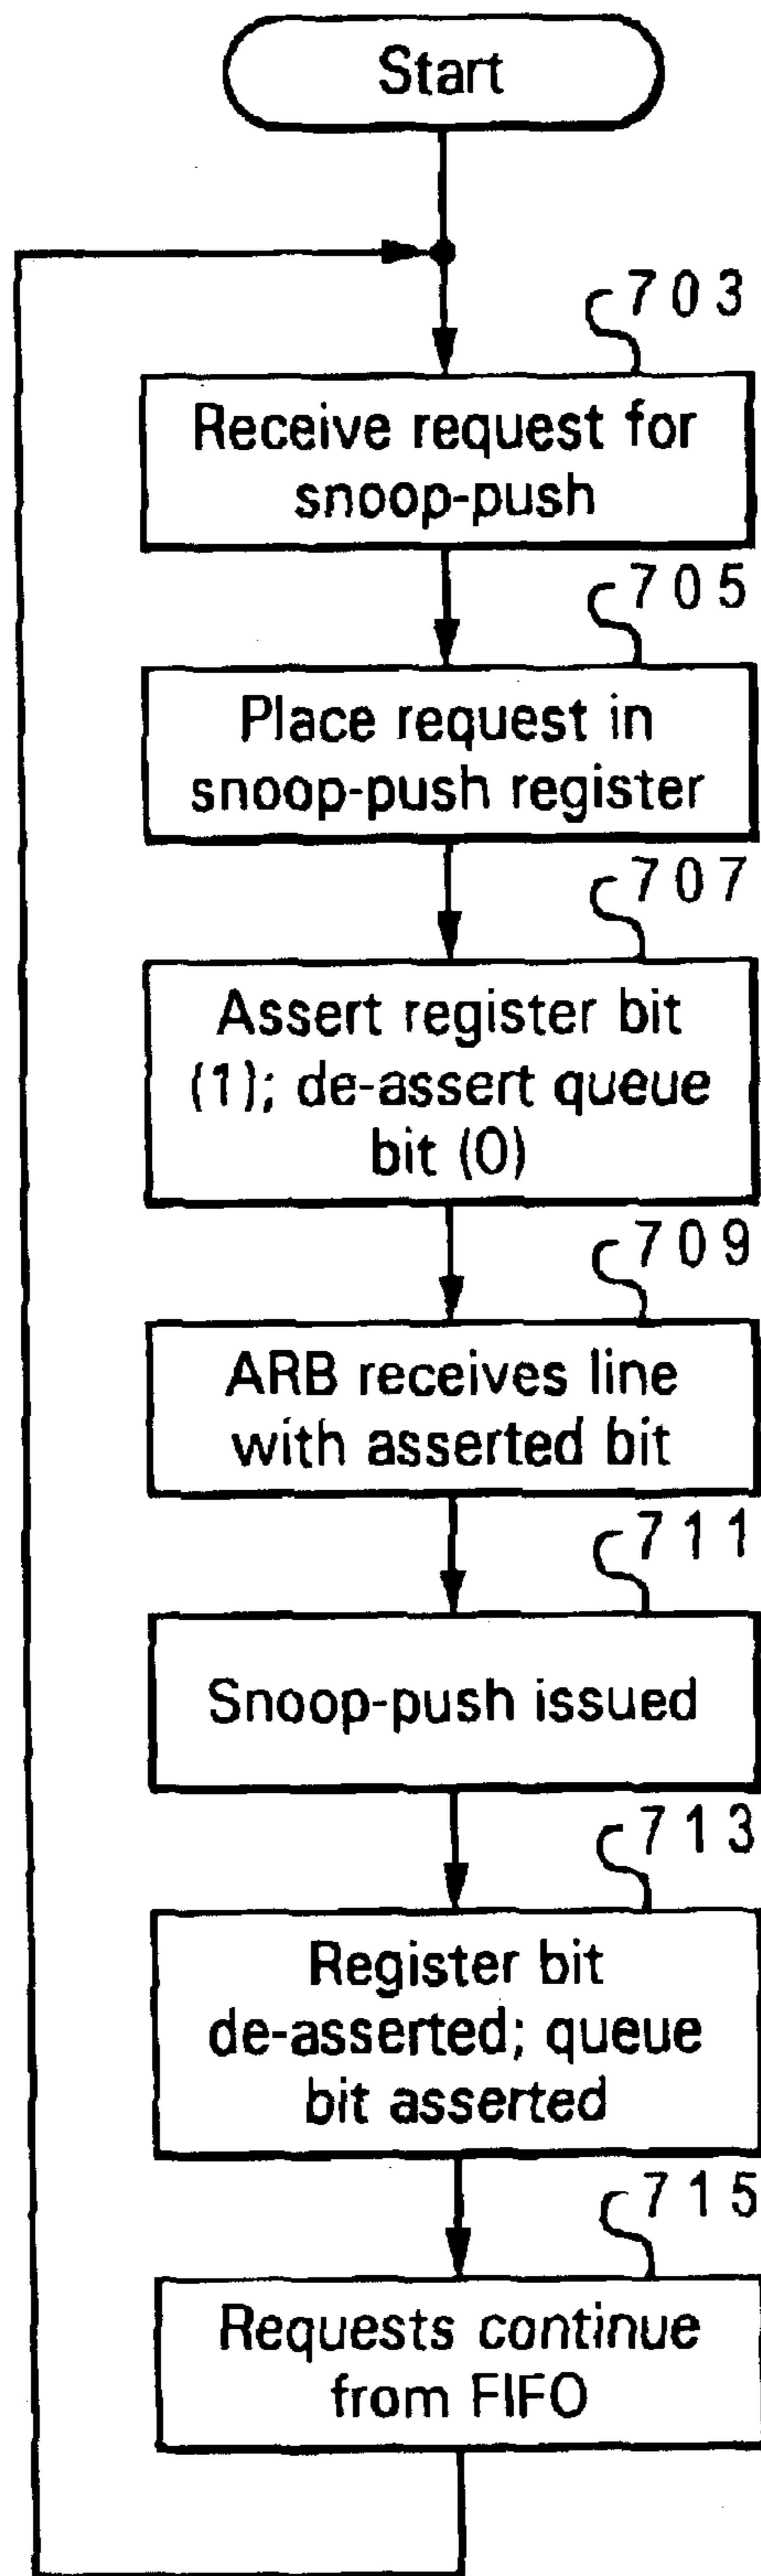 Start
703
Receive request for
snoop-push
705
Place request in
snoop-push register
707
Assert register bit
(1); de-assert queue
bit (0)
709
ARB receives line
with asserted bit
711
Snoop-push issued
713
Register bit
de-asserted; queue
bit asserted
715
Requests continue
from FIFO